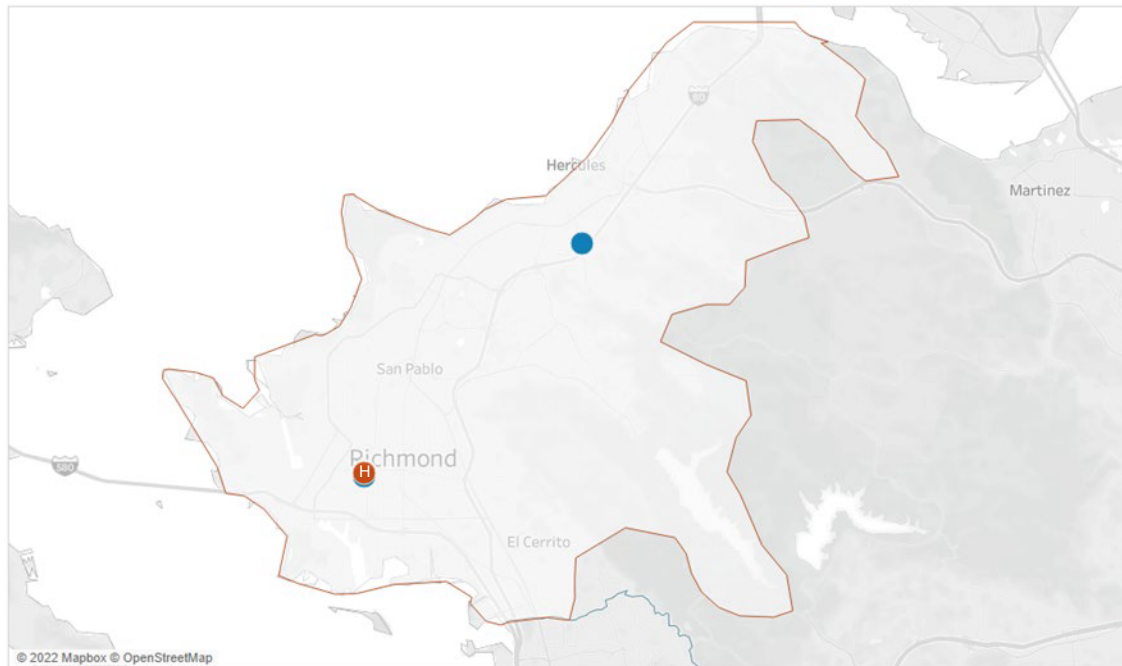 80
Hercules
Martinez
San Pablo
Richmond
H
580
El Cerrito
© 2022 Mapbox © OpenStreetMap